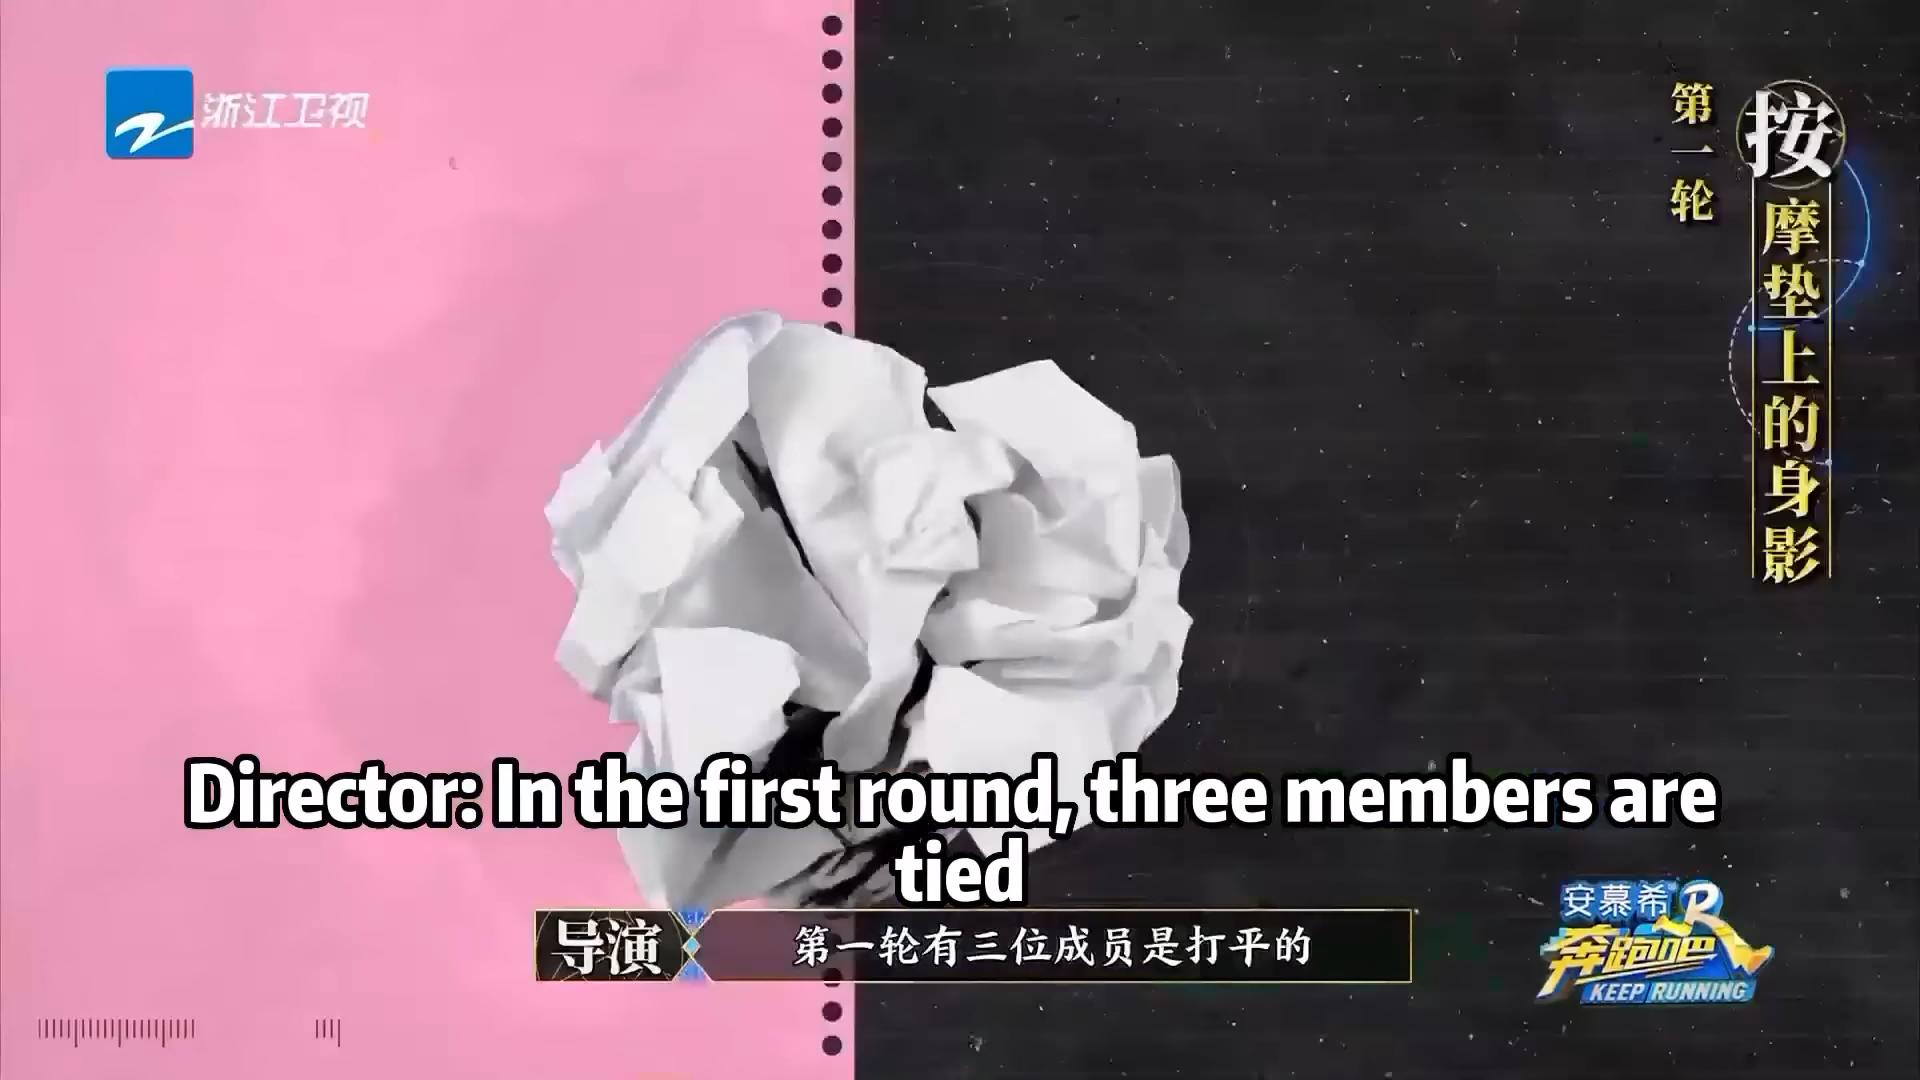 浙江卫视
第一轮
按摩垫上的身影
Director: In the first round, three members are
tied
导演
第一轮有三位成员是打平的
安慕希
奔跑吧
KEEP RUNNING